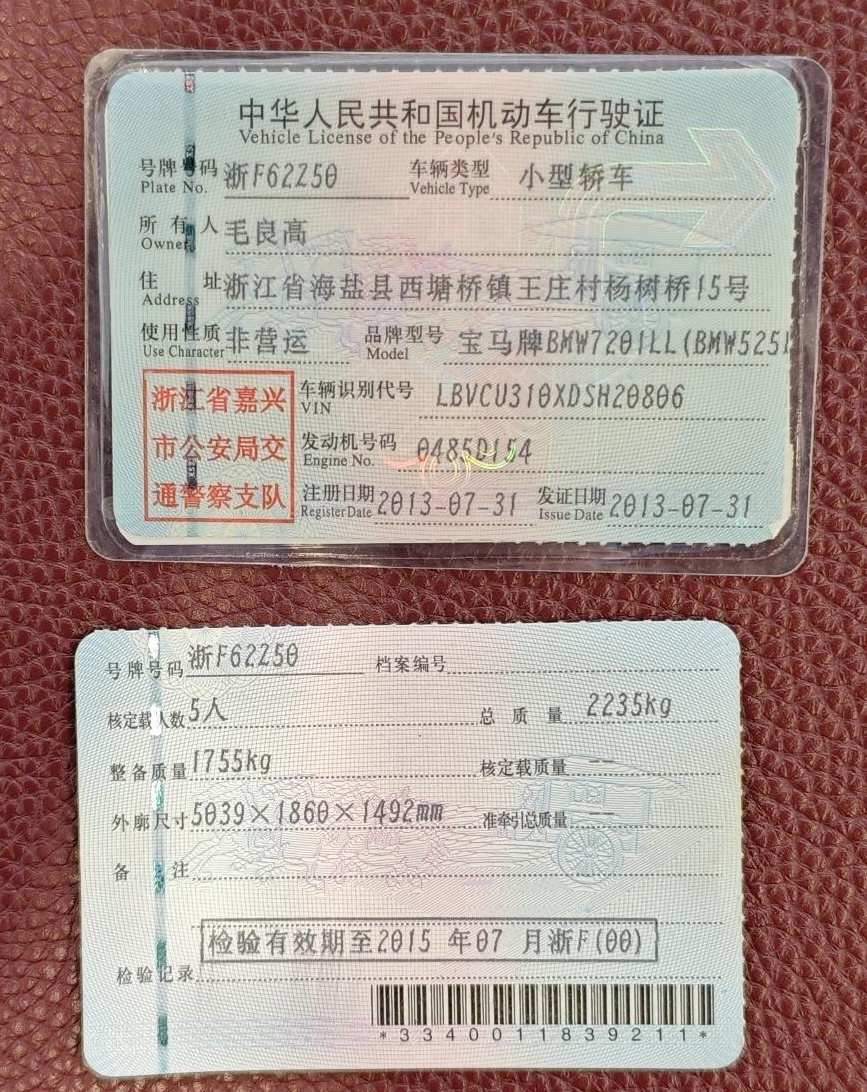 中华人民共和国机动车行驶证
Vehicle License of the People's Republic of China
号牌号码 浙F62Z50 车辆类型 小型轿车
Plate No. Vehicle Type
所有人 毛良高
Owner
住址 浙江省海盐县西塘桥镇王庄村杨树桥15号
Address
使用性质 非营运 品牌型号 宝马牌BMW7201LL(BMW525l
Use Character Model
浙江省嘉兴
市公安局交
通警察支队
车辆识别代号 LBVCU310XDSH20806
VIN
发动机号码 0485D154
Engine No.
注册日期 2013-07-31 发证日期 2013-07-31
Register Date Issue Date
号牌号码 浙F62Z50 档案编号
核定载人数 5人 总质量 2235kg
整备质量 1755kg 核定载质量 --
外廓尺寸 5039×1860×1492mm 准牵引总质量 --
备注
检验有效期至2015 年07 月浙F(00)
检验记录
*3340011839211*